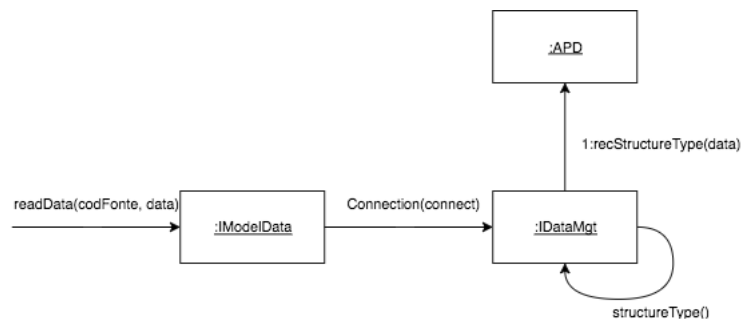 :APD
1:recStructureType(data)
readData(codFonte, data)
:IModelData
Connection(connect)
:IDataMgt
structureType()